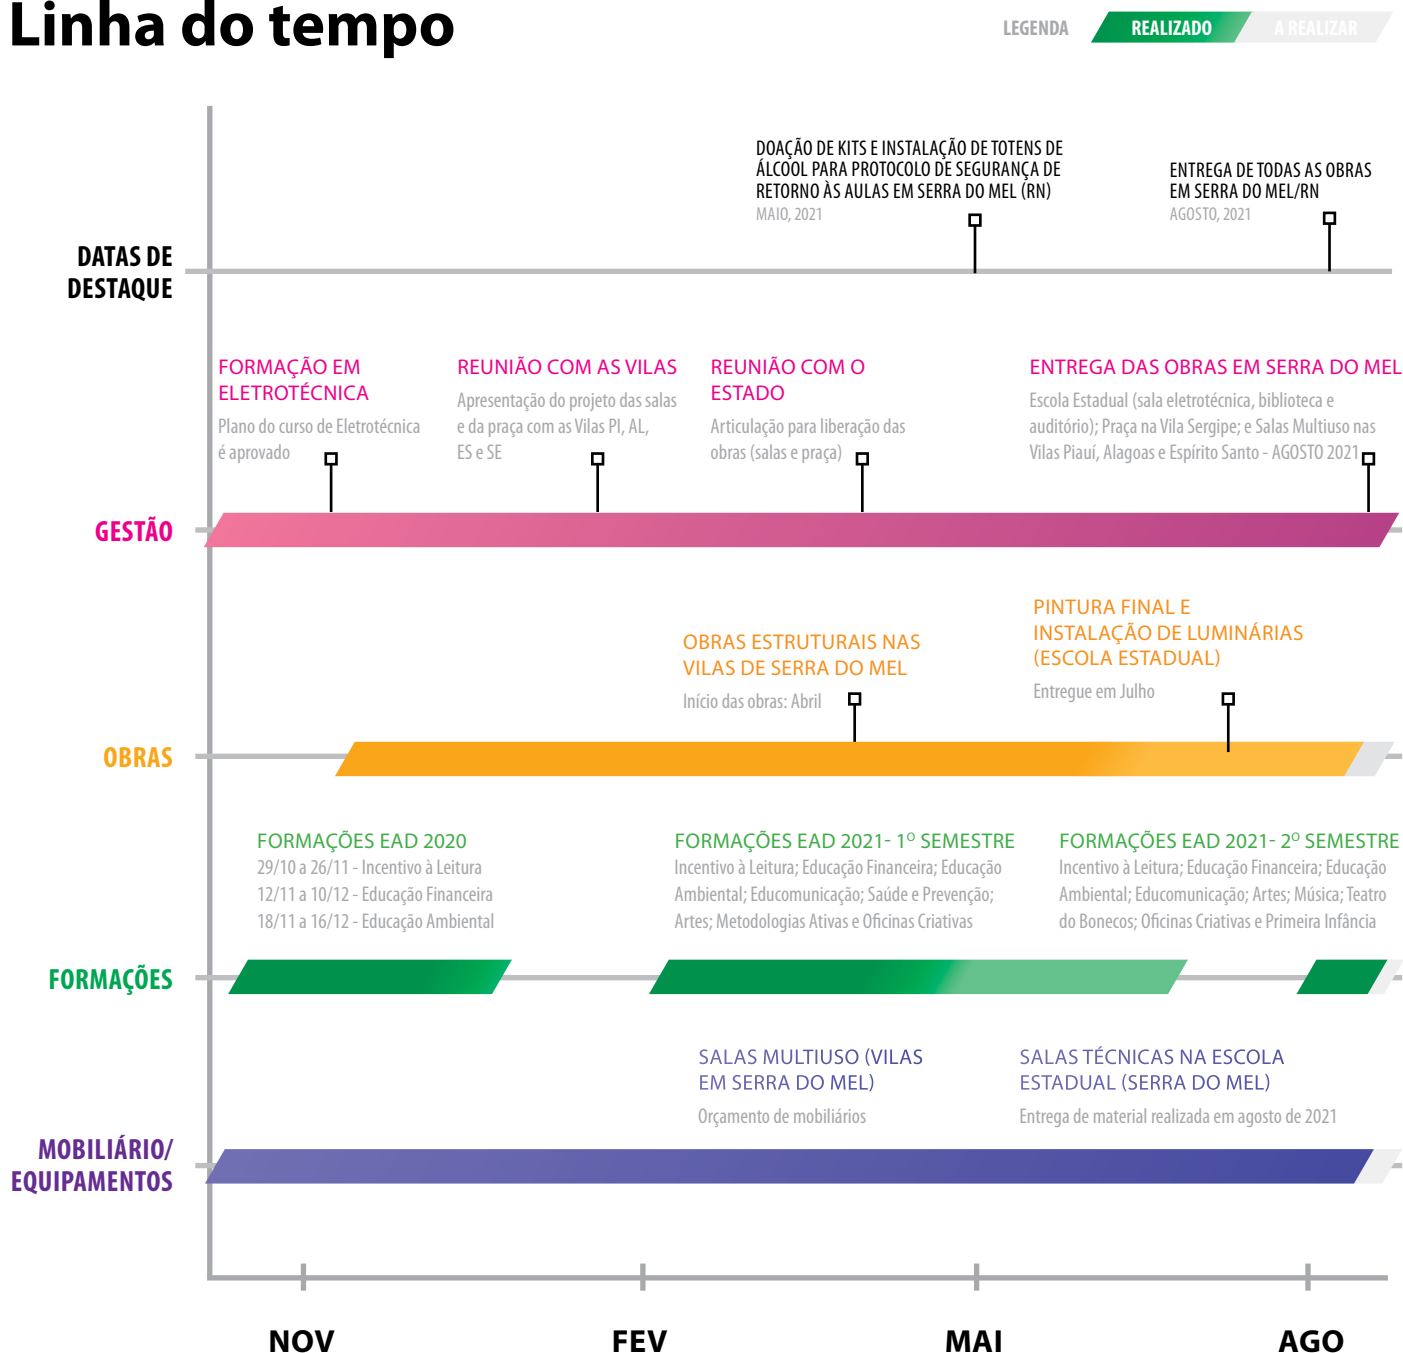 Linha do tempo
LEGENDA
REALIZADO
A REALIZAR
DOAÇÃO DE KITS E INSTALAÇÃO DE TOTENS DE
ÁLCOOL PARA PROTOCOLO DE SEGURANÇA DE
RETORNO ÀS AULAS EM SERRA DO MEL (RN)
MAIO, 2021
ENTREGA DE TODAS AS OBRAS
EM SERRA DO MEL/RN
AGOSTO, 2021
DATAS DE
DESTAQUE
FORMAÇÃO EM
ELETROTÉCNICA
Plano do curso de Eletrotécnica
é aprovado
REUNIÃO COM AS VILAS
Apresentação do projeto das salas
e da praça com as Vilas PI, AL,
ES e SE
REUNIÃO COM O
ESTADO
Articulação para liberação das
obras (salas e praça)
ENTREGA DAS OBRAS EM SERRA DO MEL
Escola Estadual (sala eletrotécnica, biblioteca e
auditório); Praça na Vila Sergipe; e Salas Multiuso nas
Vilas Piauí, Alagoas e Espírito Santo - AGOSTO 2021
GESTÃO
OBRAS ESTRUTURAIS NAS
VILAS DE SERRA DO MEL
Início das obras: Abril
PINTURA FINAL E
INSTALAÇÃO DE LUMINÁRIAS
(ESCOLA ESTADUAL)
Entregue em Julho
OBRAS
FORMAÇÕES EAD 2020
29/10 a 26/11 - Incentivo à Leitura
12/11 a 10/12 - Educação Financeira
18/11 a 16/12 - Educação Ambiental
FORMAÇÕES EAD 2021- 1º SEMESTRE
Incentivo à Leitura; Educação Financeira; Educação
Ambiental; Educomunicação; Saúde e Prevenção;
Artes; Metodologias Ativas e Oficinas Criativas
FORMAÇÕES EAD 2021- 2º SEMESTRE
Incentivo à Leitura; Educação Financeira; Educação
Ambiental; Educomunicação; Artes; Música; Teatro
do Bonecos; Oficinas Criativas e Primeira Infância
FORMAÇÕES
SALAS MULTIUSO (VILAS
EM SERRA DO MEL)
Orçamento de mobiliários
SALAS TÉCNICAS NA ESCOLA
ESTADUAL (SERRA DO MEL)
Entrega de material realizada em agosto de 2021
MOBILIÁRIO/
EQUIPAMENTOS
NOV
FEV
MAI
AGO